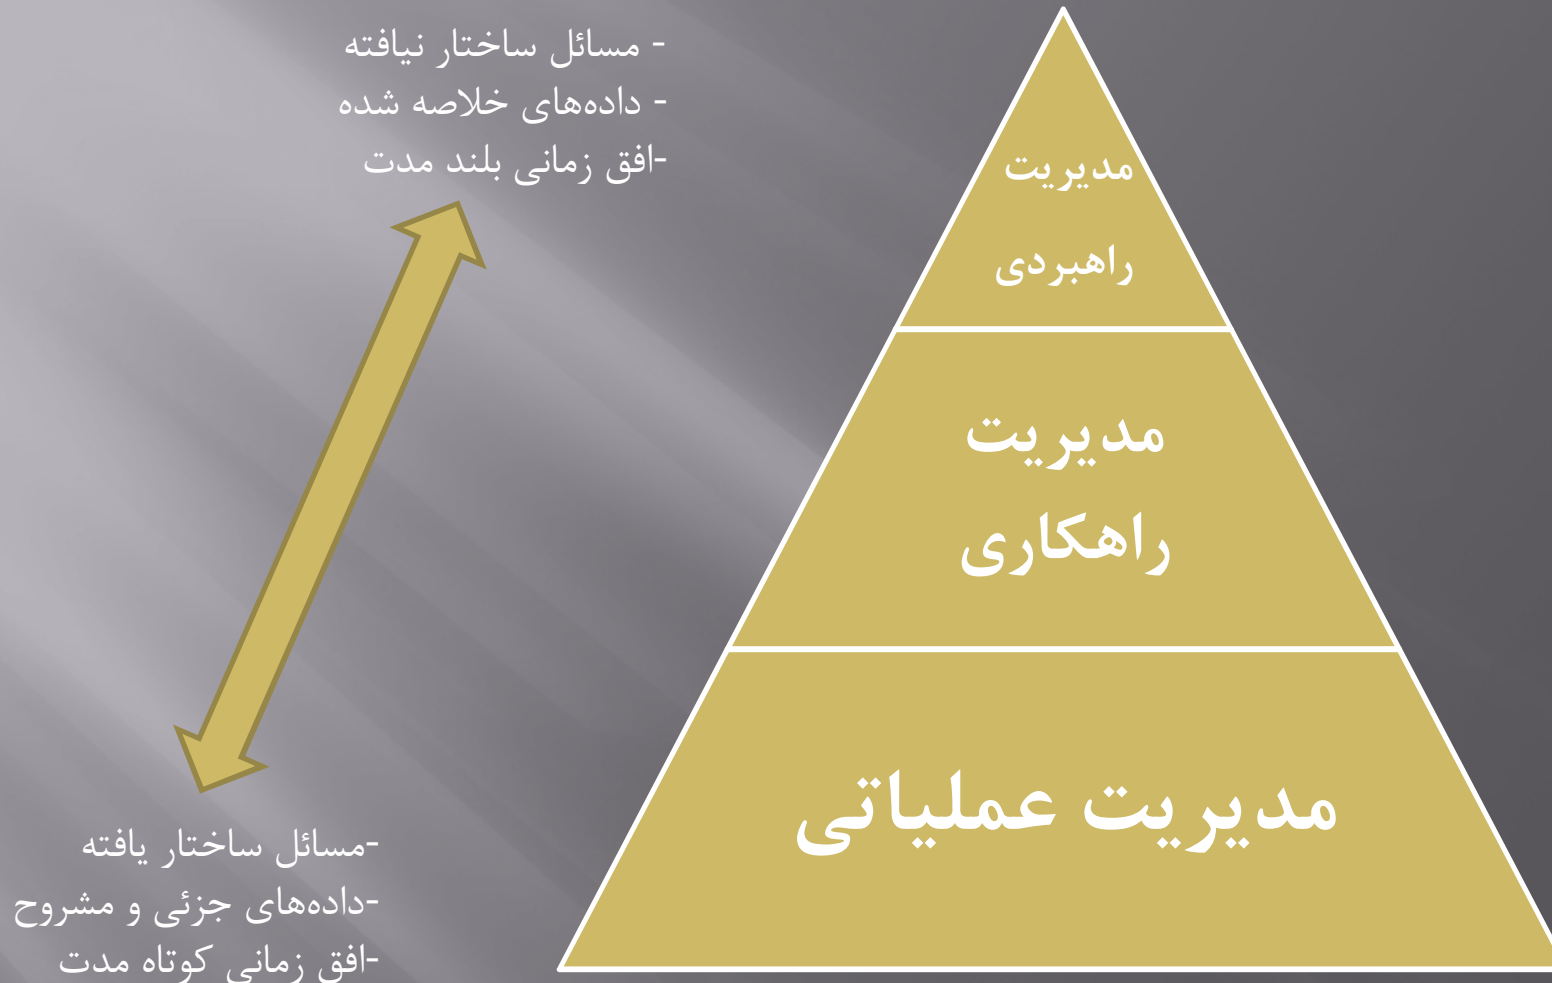 - مسائل ساختار نیافته
- داده‌های خلاصه شده
-افق زمانی بلند مدت
مدیریت
راهبردی
مدیریت
راهکاری
مدیریت عملیاتی
-مسائل ساختار یافته
-داده‌های جزئی و مشروح
-افق زمانی کوتاه مدت